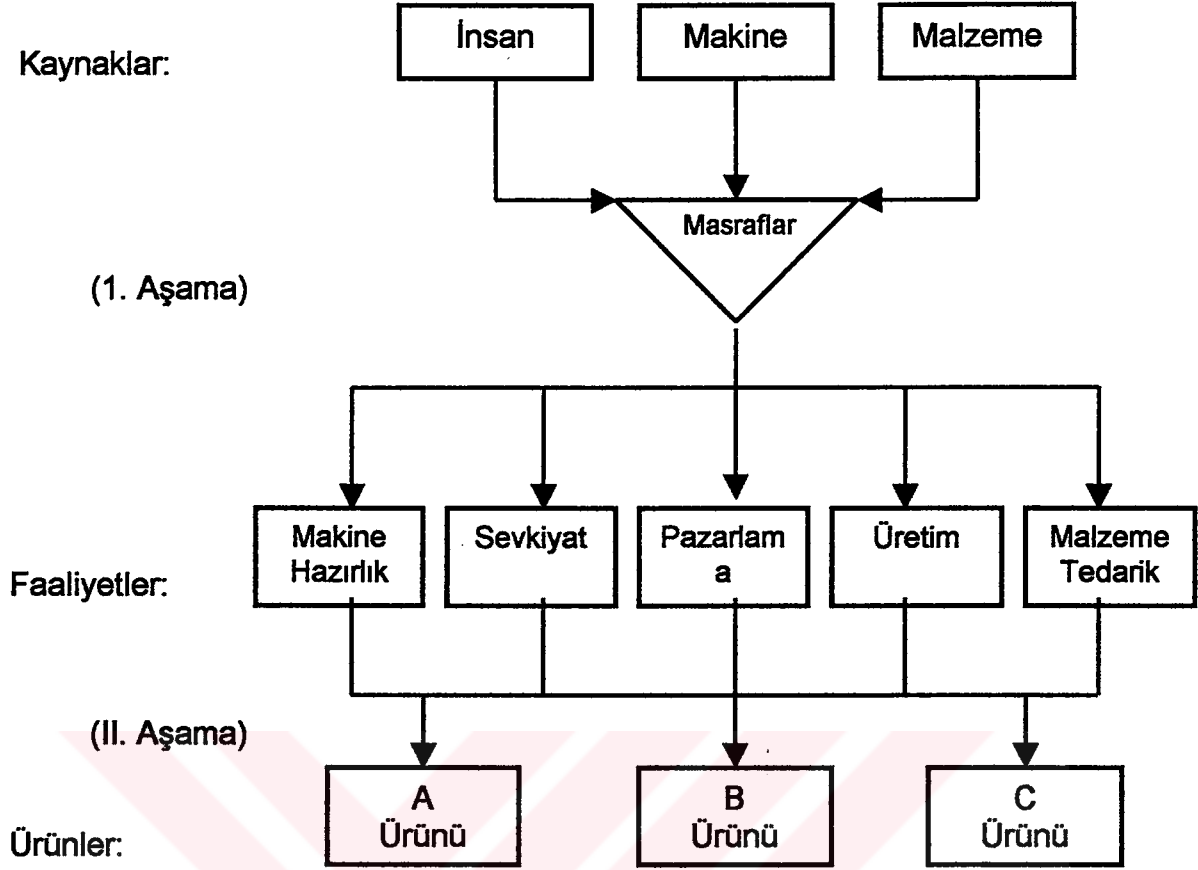 İnsan
Makine
Malzeme
Kaynaklar:
Masraflar
(1. Aşama)
Makine
Hazırlık
Sevkiyat
Pazarlam
a
Üretim
Malzeme
Tedarik
Faaliyetler:
(II. Aşama)
A
Ürünü
B
Ürünü
C
Ürünü
Ürünler: